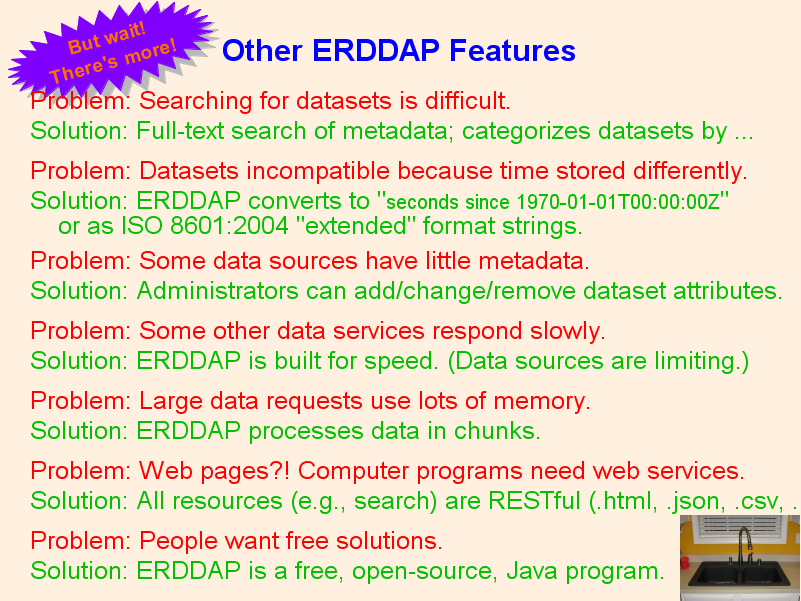 But wait!
There's more!
Other ERDDAP Features
Problem: Searching for datasets is difficult.
Solution: Full-text search of metadata; categorizes datasets by ...
Problem: Datasets incompatible because time stored differently.
Solution: ERDDAP converts to "seconds since 1970-01-01T00:00:00Z"
or as ISO 8601:2004 "extended" format strings.
Problem: Some data sources have little metadata.
Solution: Administrators can add/change/remove dataset attributes.
Problem: Some other data services respond slowly.
Solution: ERDDAP is built for speed. (Data sources are limiting.)
Problem: Large data requests use lots of memory.
Solution: ERDDAP processes data in chunks.
Problem: Web pages?! Computer programs need web services.
Solution: All resources (e.g., search) are RESTful (.html, .json, .csv, .
Problem: People want free solutions.
Solution: ERDDAP is a free, open-source, Java program.